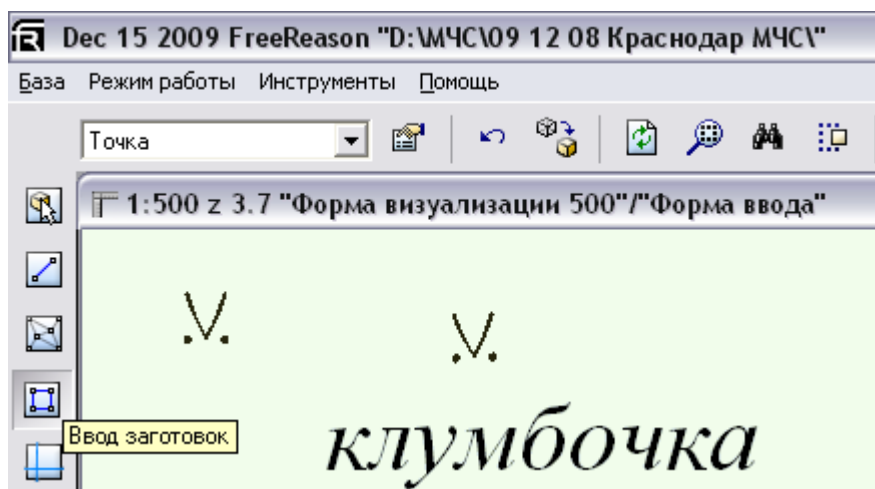 Dec 15 2009 FreeReason "D:\МЧС\09 12 08 Краснодар МЧС\"
База Режим работы Инструменты Помощь
Точка
1:500 z 3.7 "Форма визуализации 500"/"Форма ввода"
Ввод заготовок
клумбочка